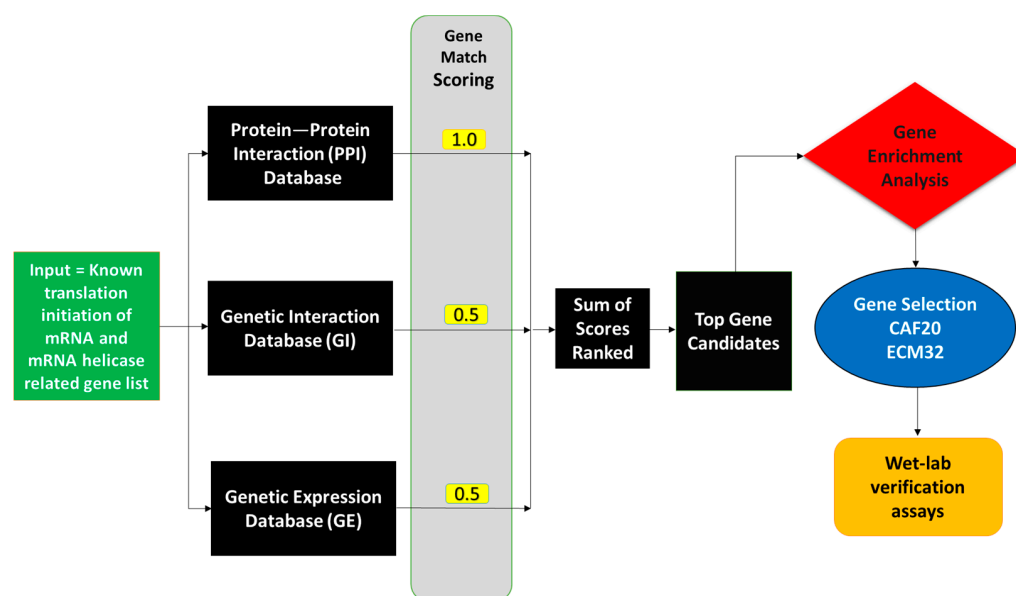 Gene
Match
Scoring
Protein—Protein
Interaction (PPI)
Database
1.0
Gene
Enrichment
Analysis
Input = Known
translation
initiation of
mRNA and
mRNA helicase
related gene list
Genetic Interaction
Database (GI)
0.5
Sum of
Scores
Ranked
Top Gene
Candidates
Gene Selection
CAF20
ECM32
Genetic Expression
Database (GE)
0.5
Wet-lab
verification
assays